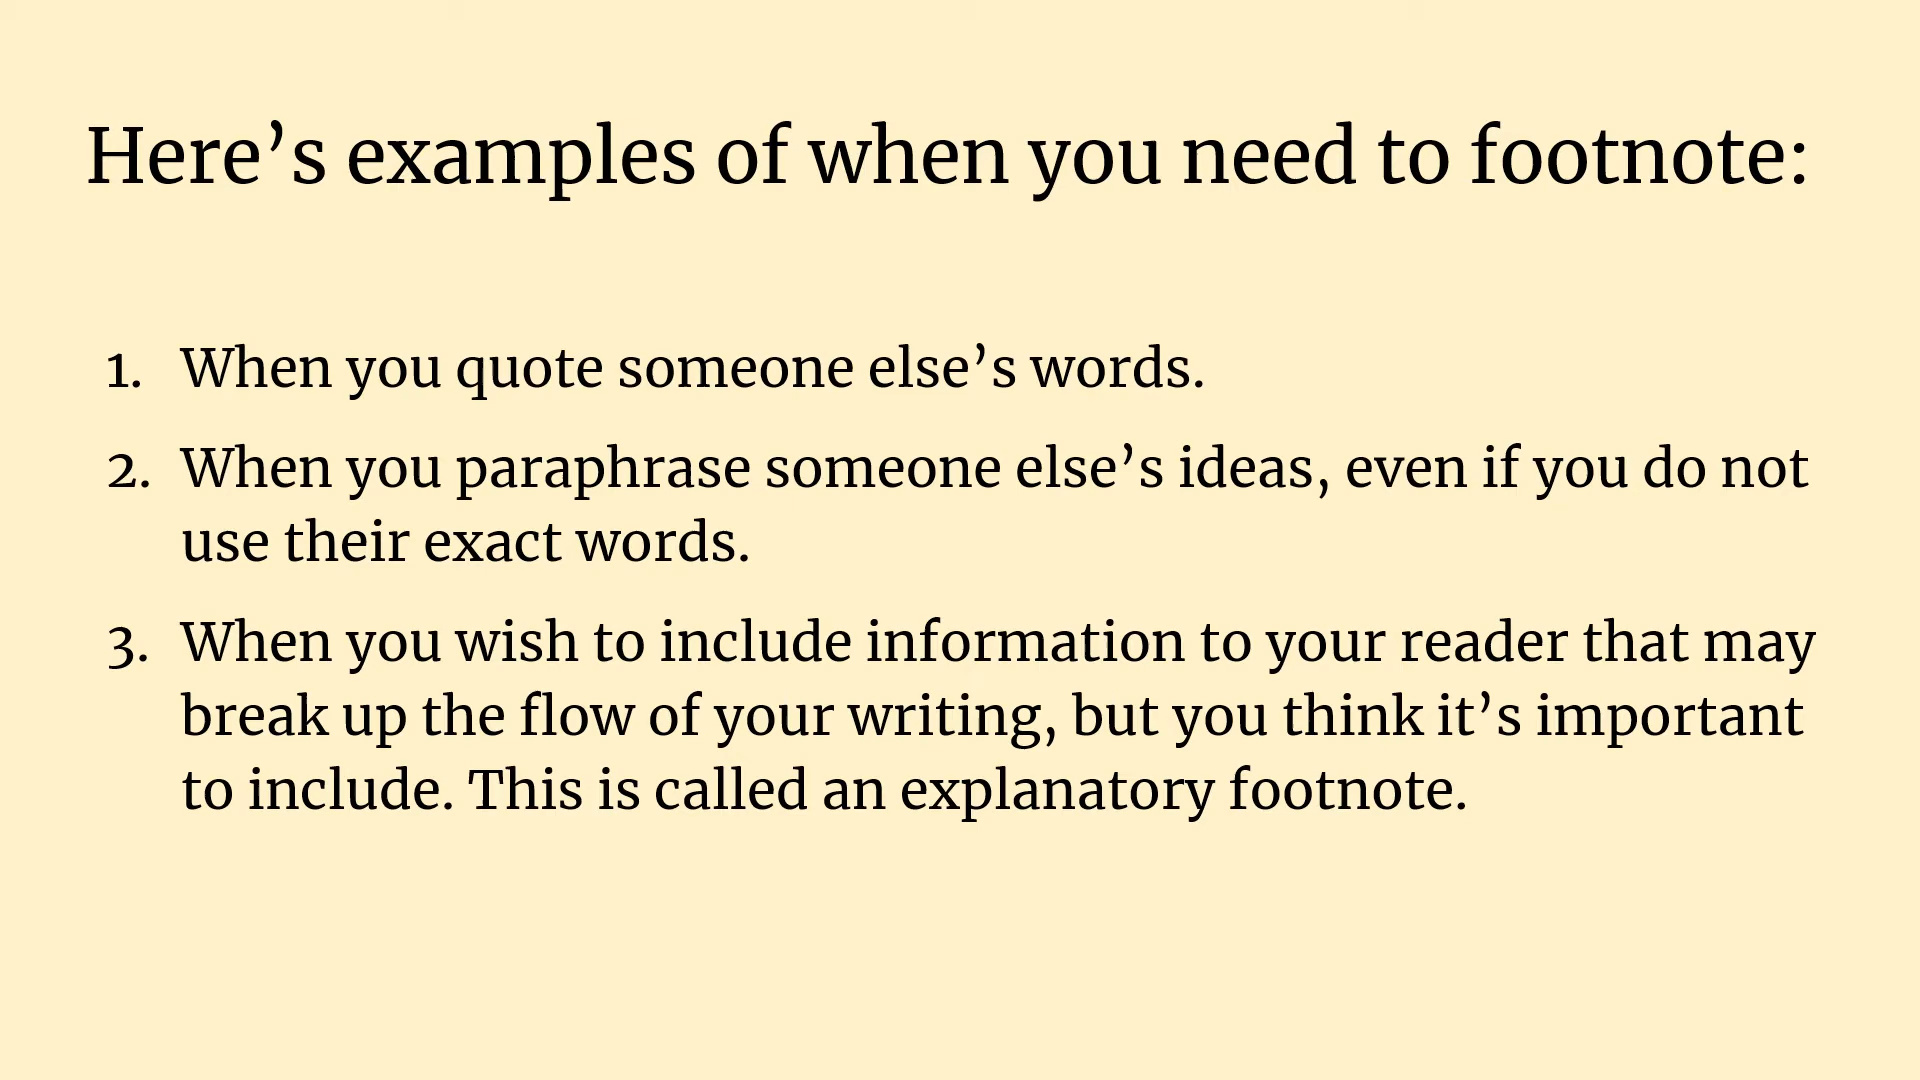 Here’s examples of when you need to footnote:
1. When you quote someone else’s words.
2. When you paraphrase someone else’s ideas, even if you do not
use their exact words.
3. When you wish to include information to your reader that may
break up the flow of your writing, but you think it’s important
to include. This is called an explanatory footnote.